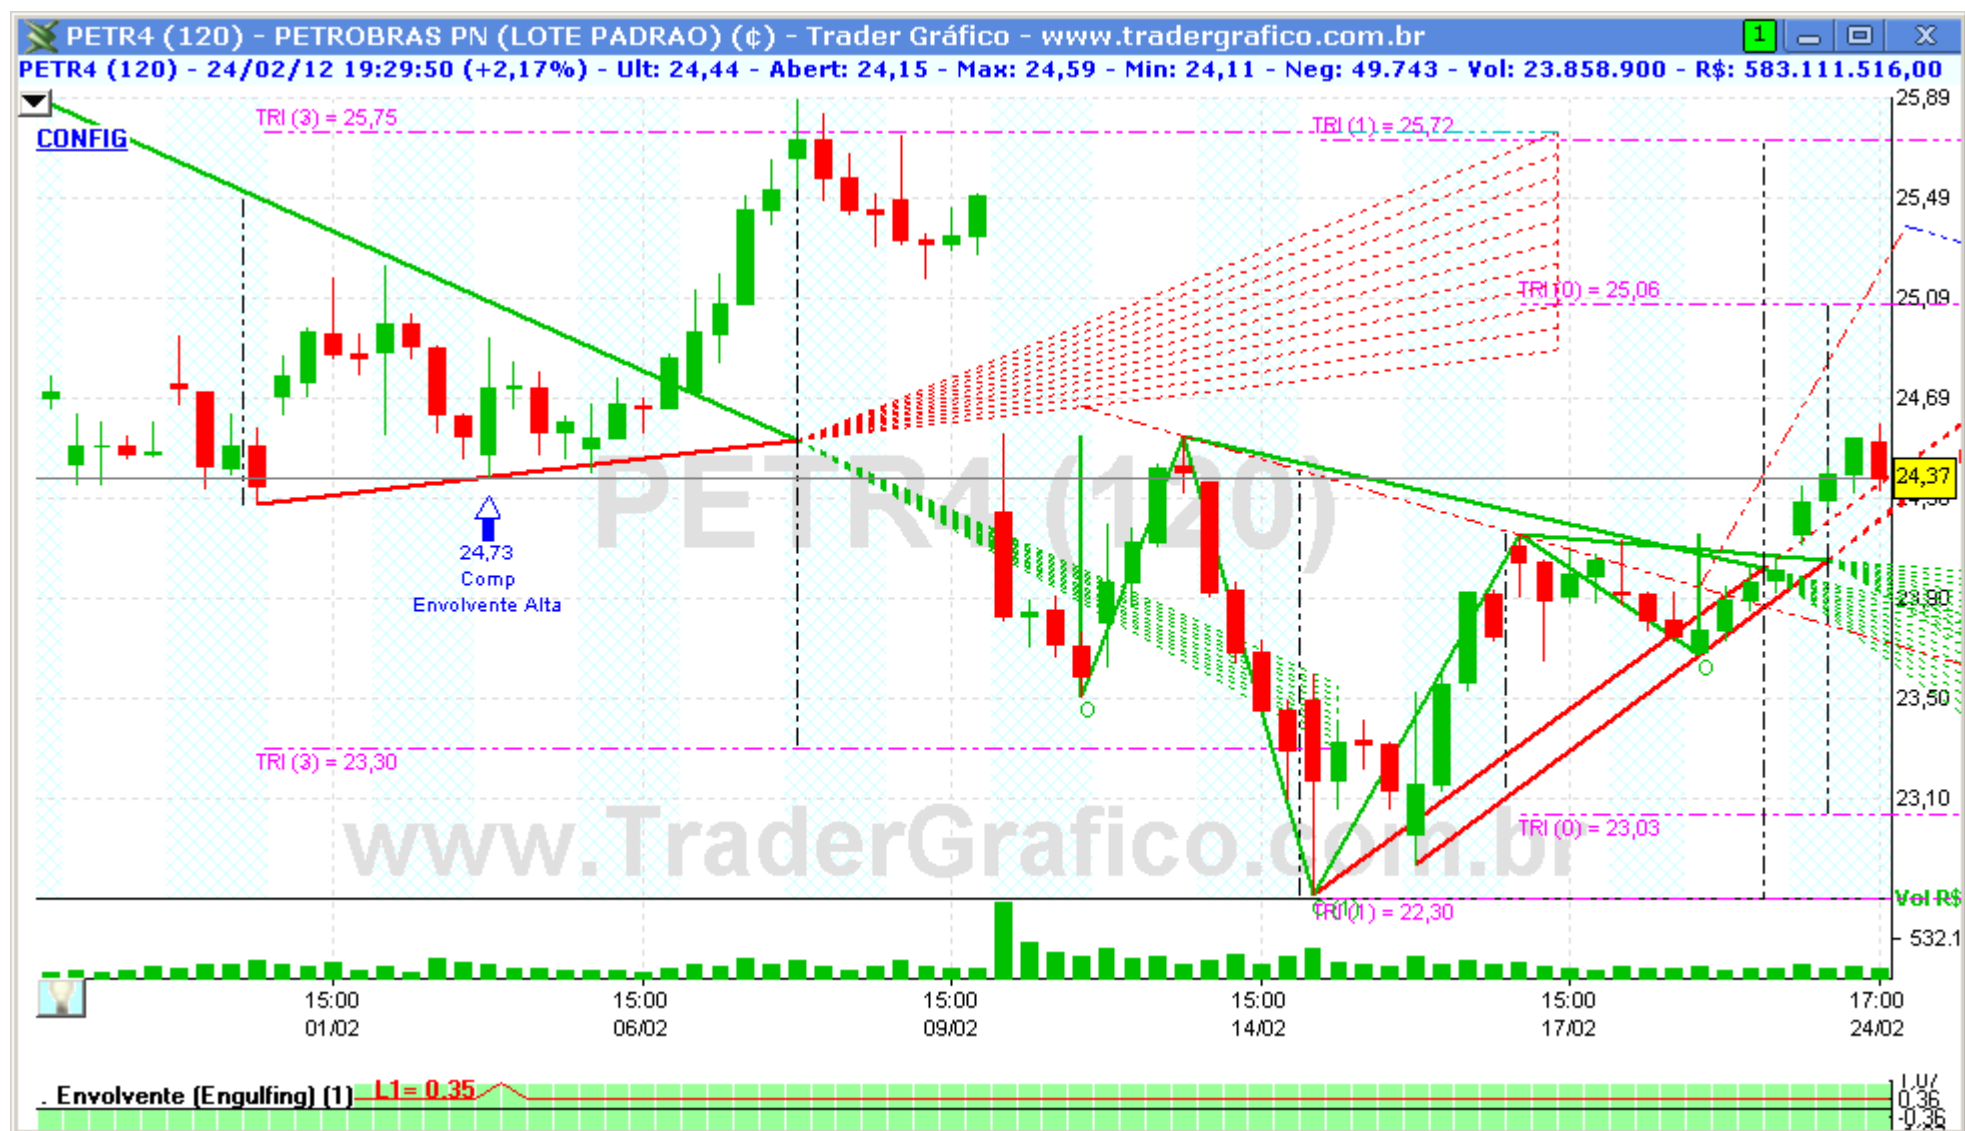 PETR4 (120) - PETROBRAS PN (LOTE PADRAO) (¢) - Trader Gráfico - www.tradergrafico.com.br
1
PETR4 (120) - 24/02/12 19:29:50 (+2,17%) - Ult: 24,44 - Abert: 24,15 - Max: 24,59 - Min: 24,11 - Neg: 49.743 - Vol: 23.858.900 - R$: 583.111.516,00
CONFIG
TRI (3) = 25,75
TRI (1) = 25,72
25,89
25,49
TRI (0) = 25,06
25,09
24,69
PETR4 (120)
24,37
24,73
Comp
Envolvente Alta
23,90
23,50
TRI (3) = 23,30
23,10
TRI (0) = 23,03
www.TraderGrafico.com.br
TRI (1) = 22,30
Vol R$
532.1
15:00 15:00 15:00 15:00 15:00 17:00
01/02 06/02 09/02 14/02 17/02 24/02
. Envolvente (Engulfing) (1) L1= 0.35
1,07
0,36
-0,36